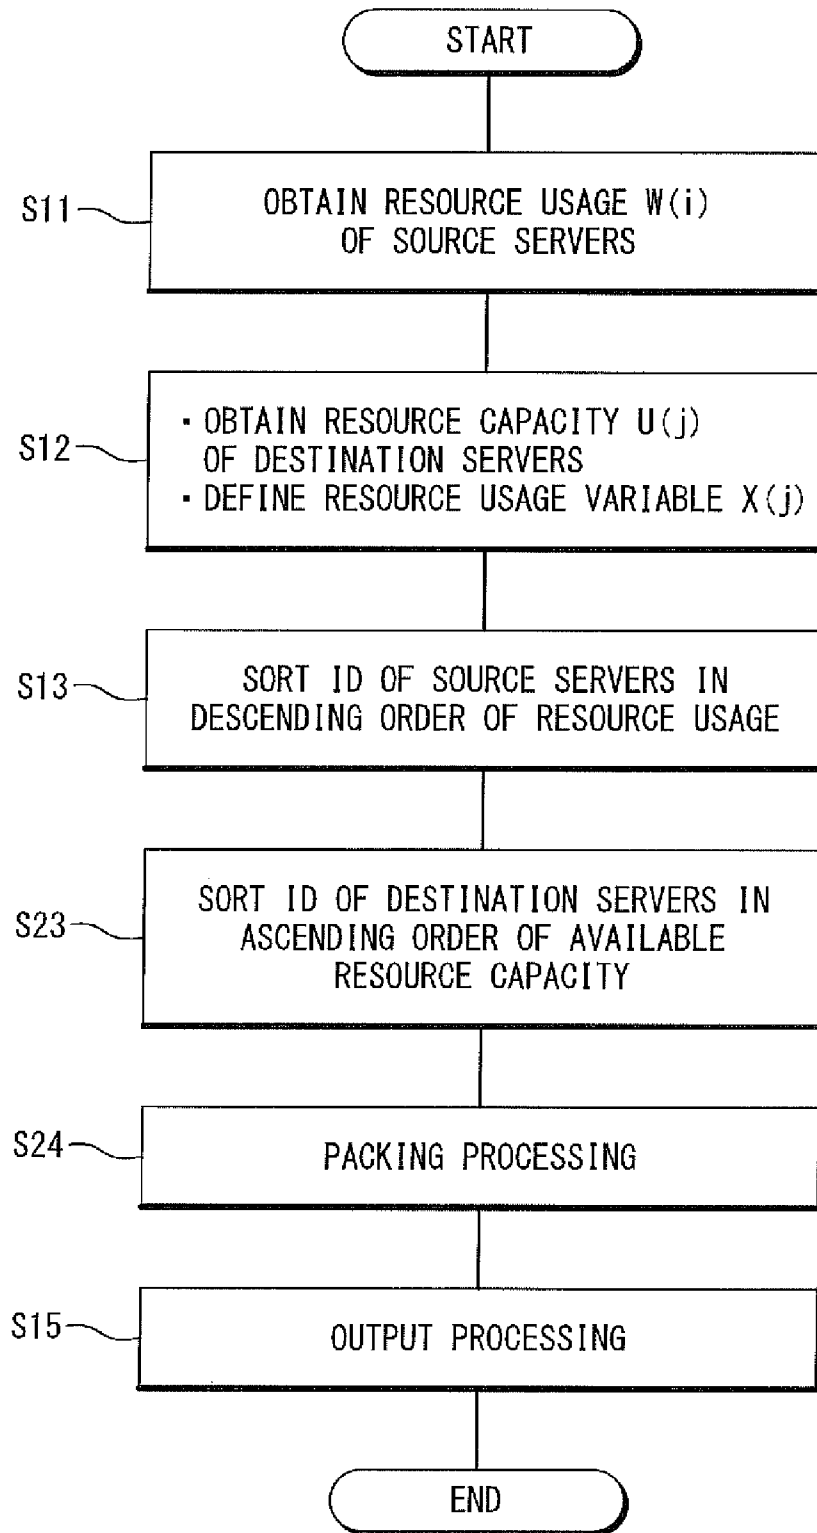 START
S11
OBTAIN RESOURCE USAGE W(i)
OF SOURCE SERVERS
S12
・OBTAIN RESOURCE CAPACITY U(j)
OF DESTINATION SERVERS
・DEFINE RESOURCE USAGE VARIABLE X(j)
S13
SORT ID OF SOURCE SERVERS IN
DESCENDING ORDER OF RESOURCE USAGE
S23
SORT ID OF DESTINATION SERVERS IN
ASCENDING ORDER OF AVAILABLE
RESOURCE CAPACITY
S24
PACKING PROCESSING
S15
OUTPUT PROCESSING
END